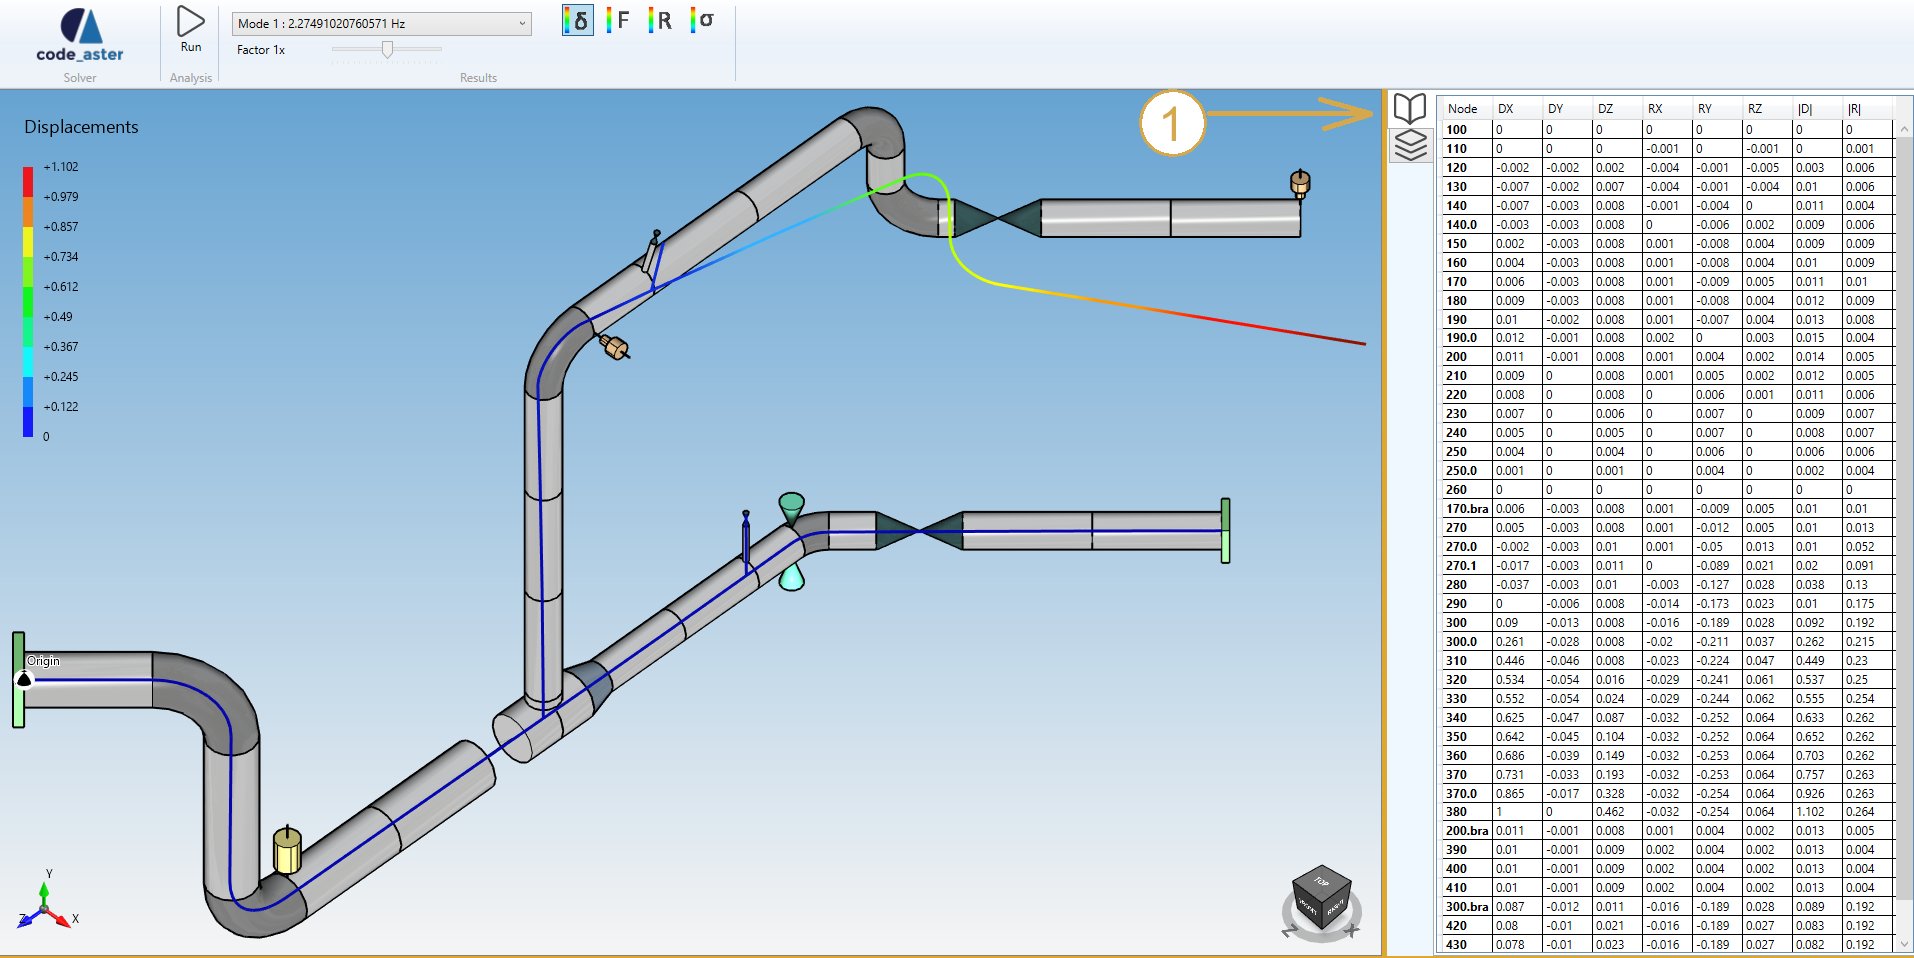 code_aster
Solver
Run
Analysis
Mode 1 : 2.27491020760571 Hz
Factor 1x
δ F R σ
Results
1
Displacements
+1.102
+0.979
+0.857
+0.734
+0.612
+0.49
+0.367
+0.245
+0.122
0
Origin
Y
Z
X
TOP
Z
X
Node DX DY DZ RX RY RZ |D| |R|
100 0 0 0 0 0 0 0 0
110 0 0 0 -0.001 0 -0.001 0 0.001
120 -0.002 -0.002 0.002 -0.004 -0.001 -0.005 0.003 0.006
130 -0.007 -0.002 0.007 -0.004 -0.001 -0.004 0.01 0.006
140 -0.007 -0.003 0.008 -0.001 -0.004 0 0.011 0.004
140.0 -0.003 -0.003 0.008 0 -0.006 0.002 0.009 0.006
150 0.002 -0.003 0.008 0.001 -0.008 0.004 0.009 0.009
160 0.004 -0.003 0.008 0.001 -0.008 0.004 0.01 0.009
170 0.006 -0.003 0.008 0.001 -0.009 0.005 0.011 0.01
180 0.009 -0.003 0.008 0.001 -0.008 0.004 0.012 0.009
190 0.01 -0.002 0.008 0.001 -0.007 0.004 0.013 0.008
190.0 0.012 -0.001 0.008 0.002 0 0.003 0.015 0.004
200 0.011 -0.001 0.008 0.001 0.004 0.002 0.014 0.005
210 0.009 0 0.008 0.001 0.005 0.002 0.012 0.005
220 0.008 0 0.008 0 0.006 0.001 0.011 0.006
230 0.007 0 0.006 0 0.007 0 0.009 0.007
240 0.005 0 0.005 0 0.007 0 0.008 0.007
250 0.004 0 0.004 0 0.006 0 0.006 0.006
250.0 0.001 0 0.001 0 0.004 0 0.002 0.004
260 0 0 0 0 0 0 0 0
170.bra 0.006 -0.003 0.008 0.001 -0.009 0.005 0.01 0.01
270 0.005 -0.003 0.008 0.001 -0.012 0.005 0.01 0.013
270.0 -0.002 -0.003 0.01 0.001 -0.05 0.013 0.01 0.052
270.1 -0.017 -0.003 0.011 0 -0.089 0.021 0.02 0.091
280 -0.037 -0.003 0.01 -0.003 -0.127 0.028 0.038 0.13
290 0 -0.006 0.008 -0.014 -0.173 0.023 0.01 0.175
300 0.09 -0.013 0.008 -0.016 -0.189 0.028 0.092 0.192
300.0 0.261 -0.028 0.008 -0.02 -0.211 0.037 0.262 0.215
310 0.446 -0.046 0.008 -0.023 -0.224 0.047 0.449 0.23
320 0.534 -0.054 0.016 -0.029 -0.241 0.061 0.537 0.25
330 0.552 -0.054 0.024 -0.029 -0.244 0.062 0.555 0.254
340 0.625 -0.047 0.087 -0.032 -0.252 0.064 0.633 0.262
350 0.642 -0.045 0.104 -0.032 -0.252 0.064 0.652 0.262
360 0.686 -0.039 0.149 -0.032 -0.253 0.064 0.703 0.262
370 0.731 -0.033 0.193 -0.032 -0.253 0.064 0.757 0.263
370.0 0.865 -0.017 0.328 -0.032 -0.254 0.064 0.926 0.263
380 1 0 0.462 -0.032 -0.254 0.064 1.102 0.264
200.bra 0.011 -0.001 0.008 0.001 0.004 0.002 0.013 0.005
390 0.01 -0.001 0.009 0.002 0.004 0.002 0.013 0.004
400 0.01 -0.001 0.009 0.002 0.004 0.002 0.013 0.004
410 0.01 -0.001 0.009 0.002 0.004 0.002 0.013 0.004
300.bra 0.087 -0.012 0.011 -0.016 -0.189 0.028 0.089 0.192
420 0.08 -0.01 0.021 -0.016 -0.189 0.027 0.083 0.192
430 0.078 -0.01 0.023 -0.016 -0.189 0.027 0.082 0.192